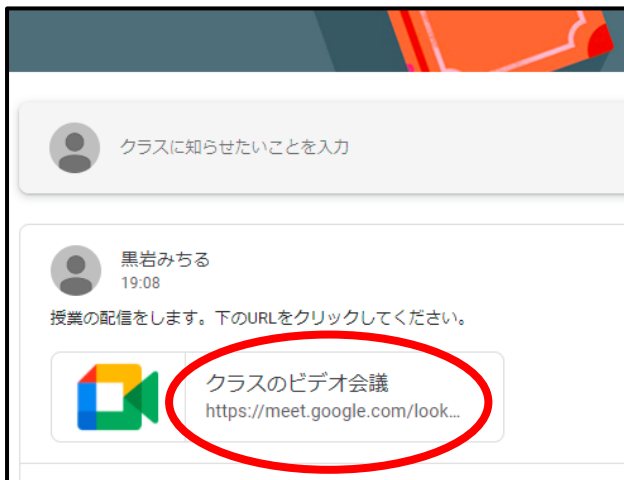 クラスに知らせたいことを入力
黒岩みちる
19:08
授業の配信をします。下のURLをクリックしてください。
クラスのビデオ会議
https://meet.google.com/look...